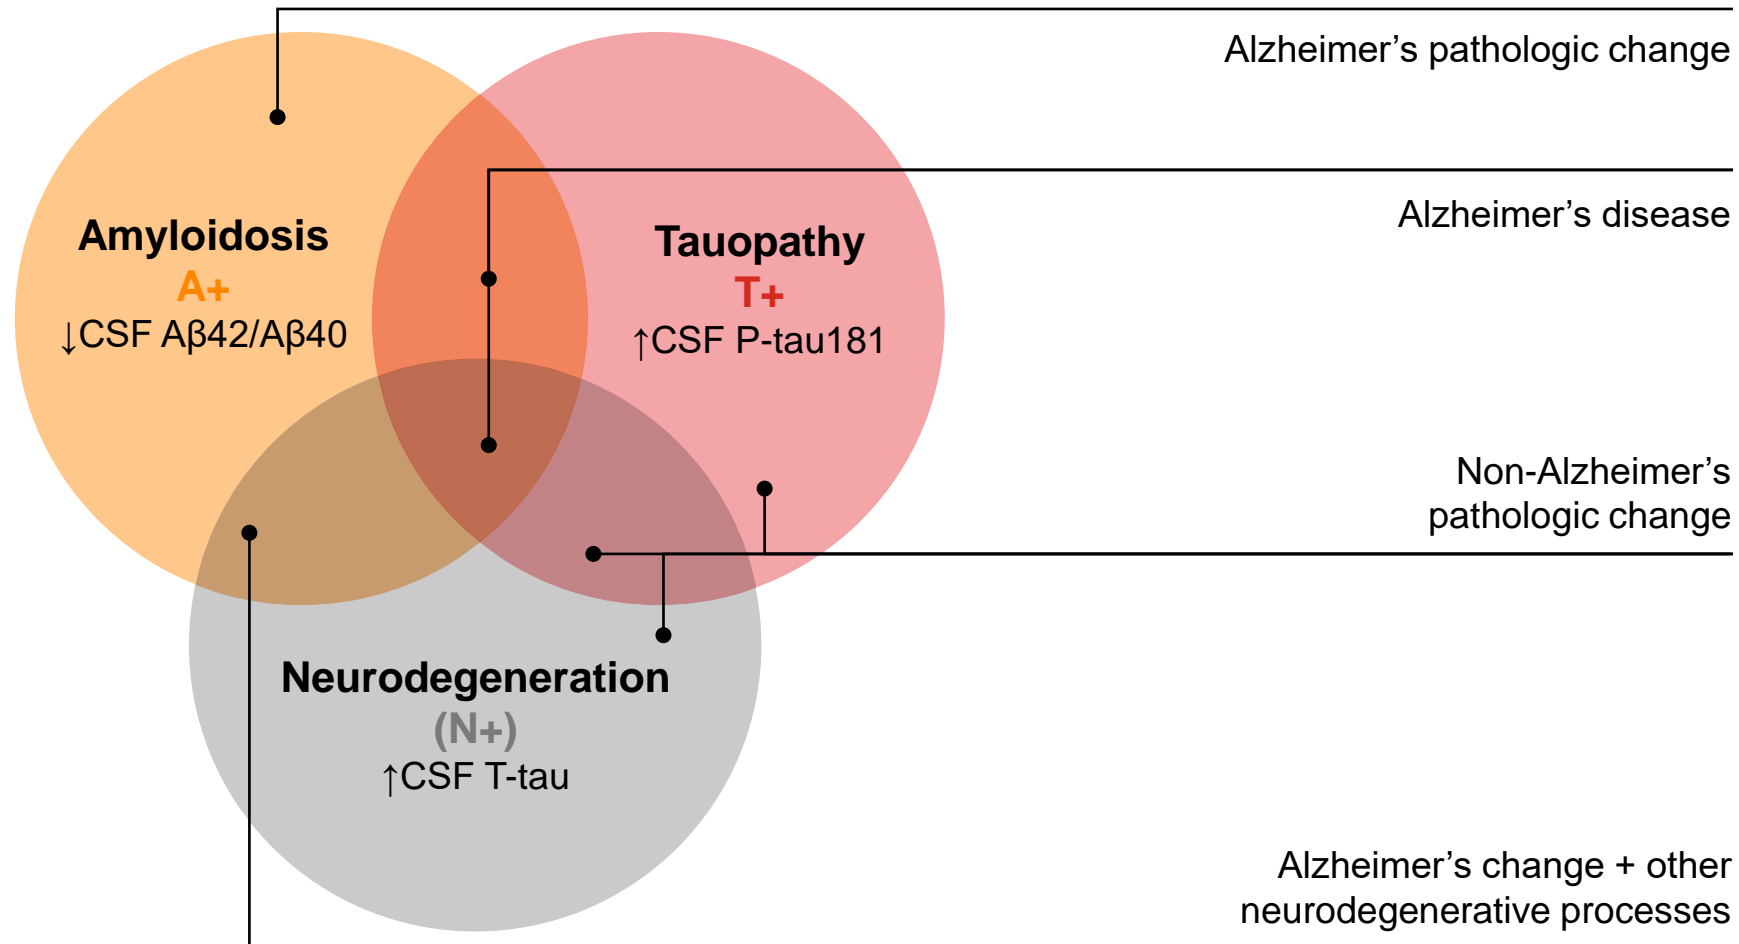 Alzheimer’s pathologic change
Alzheimer’s disease
Amyloidosis
A+
↓CSF Aβ42/Aβ40
Tauopathy
T+
↑CSF P-tau181
Non-Alzheimer’s
pathologic change
Neurodegeneration
(N+)
↑CSF T-tau
Alzheimer’s change + other
neurodegenerative processes